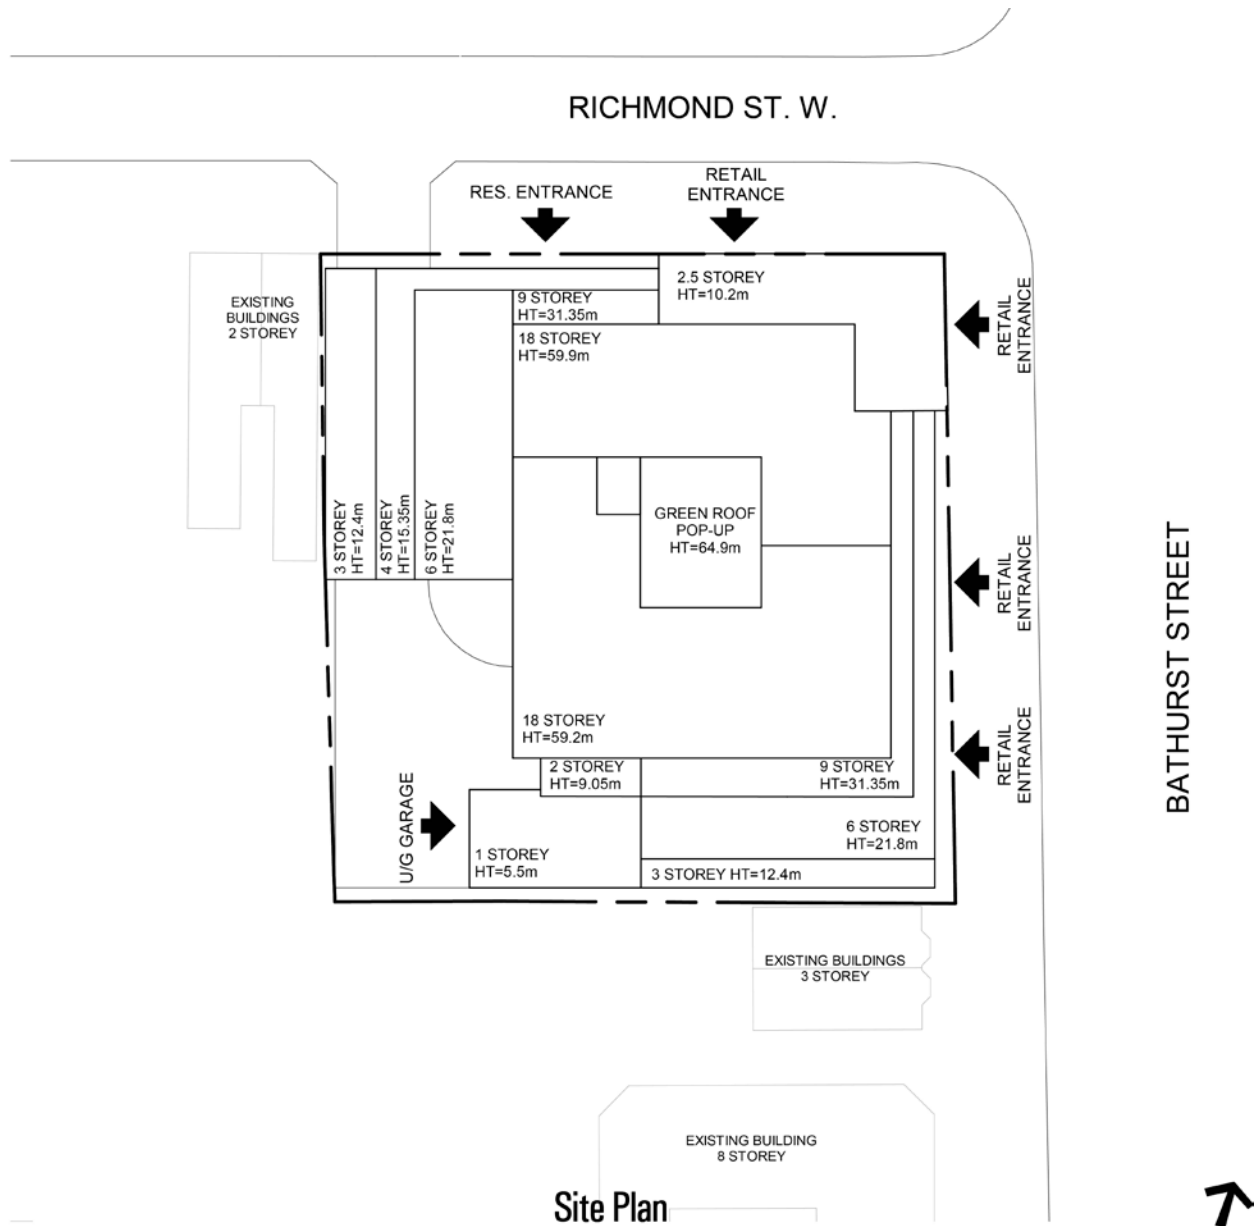 RICHMOND ST. W.
RES. ENTRANCE
RETAIL
ENTRANCE
EXISTING
BUILDINGS
2 STOREY
9 STOREY
HT=31.35m
2.5 STOREY
HT=10.2m
18 STOREY
HT=59.9m
RETAIL
ENTRANCE
3 STOREY
HT=12.4m
4 STOREY
HT=15.35m
6 STOREY
HT=21.8m
GREEN ROOF
POP-UP
HT=64.9m
RETAIL
ENTRANCE
BATHURST STREET
18 STOREY
HT=59.2m
2 STOREY
HT=9.05m
9 STOREY
HT=31.35m
RETAIL
ENTRANCE
U/G GARAGE
1 STOREY
HT=5.5m
6 STOREY
HT=21.8m
3 STOREY HT=12.4m
EXISTING BUILDINGS
3 STOREY
EXISTING BUILDING
8 STOREY
Site Plan